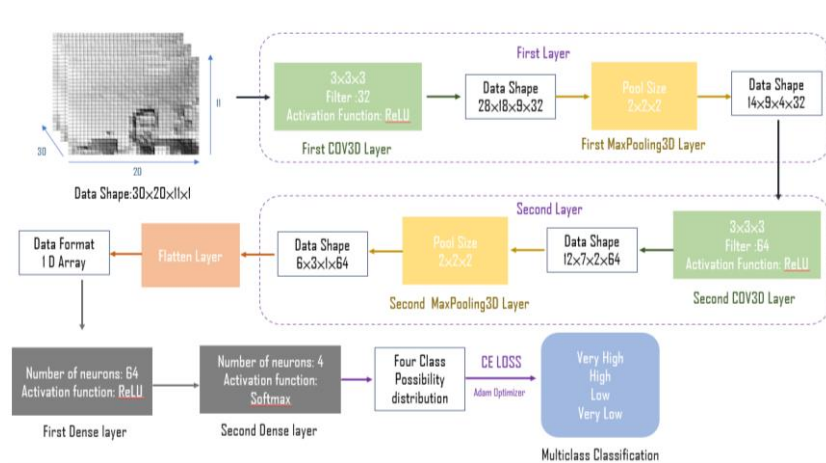 First Layer
30
20
11
Data Shape:30×20×11×1
3×3×3
Filter :32
Activation Function: ReLU
First COV3D Layer
Data Shape
28×18×9×32
Pool Size
2×2×2
First MaxPooling3D Layer
Data Shape
14×9×4×32
Second Layer
3×3×3
Filter :64
Activation Function: ReLU
Second COV3D Layer
Data Shape
12×7×2×64
Pool Size
2×2×2
Second MaxPooling3D Layer
Data Shape
6×3×1×64
Flatten Layer
Data Format
1 D Array
Number of neurons: 64
Activation function: ReLU
First Dense layer
Number of neurons: 4
Activation function:
Softmax
Second Dense layer
Four Class
Possibility
distribution
CE LOSS
Adam Optimizer
Very High
High
Low
Very Low
Multiclass Classification